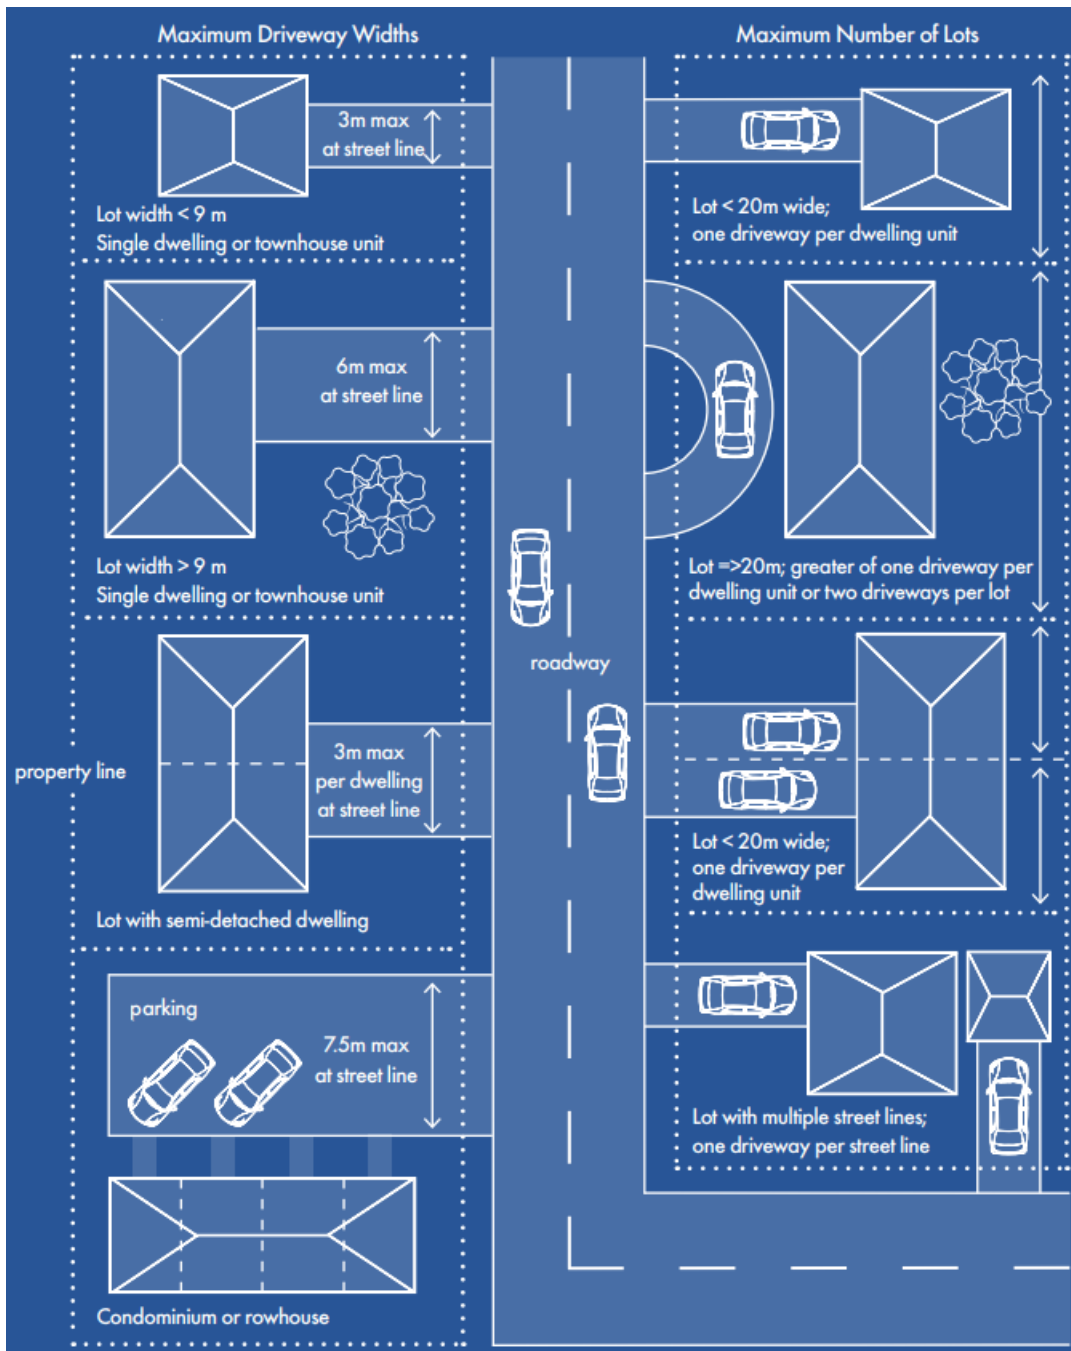 Maximum Driveway Widths
3m max
at street line
Lot width < 9 m
Single dwelling or townhouse unit
6m max
at street line
Lot width > 9 m
Single dwelling or townhouse unit
property line
3m max
per dwelling
at street line
Lot with semi-detached dwelling
parking
7.5m max
at street line
Condominium or rowhouse
roadway
Maximum Number of Lots
Lot < 20m wide;
one driveway per dwelling unit
Lot =>20m; greater of one driveway per
dwelling unit or two driveways per lot
Lot < 20m wide;
one driveway per
dwelling unit
Lot with multiple street lines;
one driveway per street line